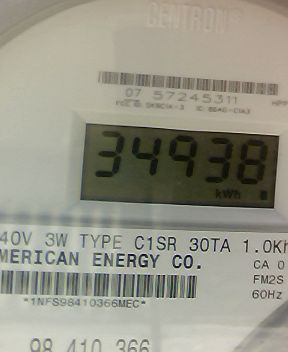 CENTRON®
07 57245311
34938
kWh
40V 3W TYPE C1SR 30TA 1.0Kh
MERICAN ENERGY CO.
CA 0
FM2S
*1NFS98410366MEC*
60Hz
98 410 366